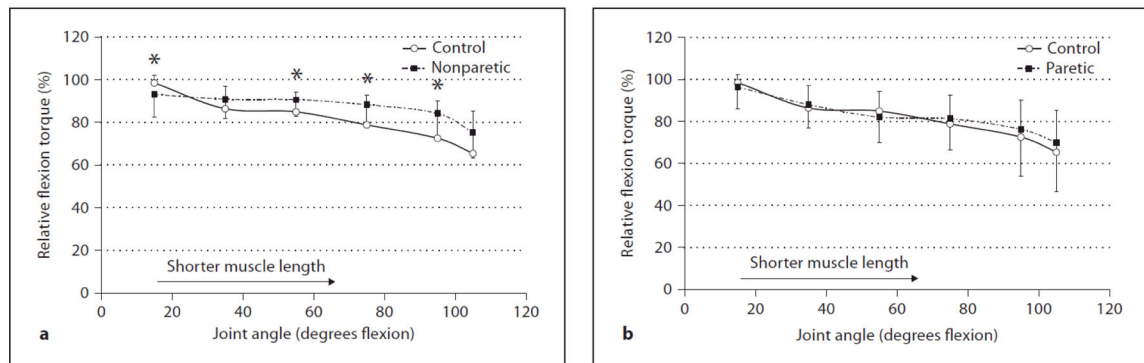 120
100
80
60
40
20
0
Relative flexion torque (%)
Control
Nonparetic
*
*
*
*
Shorter muscle length
0 20 40 60 80 100 120
Joint angle (degrees flexion)
a
120
100
80
60
40
20
0
Relative flexion torque (%)
Control
Paretic
Shorter muscle length
0 20 40 60 80 100 120
Joint angle (degrees flexion)
b